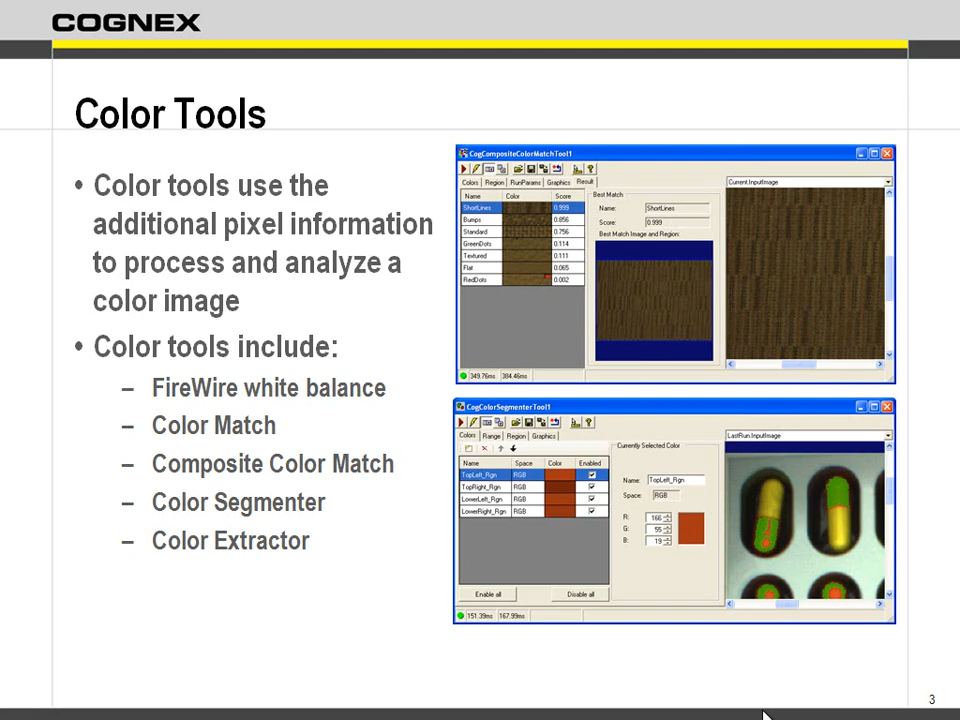 COGNEX
Color Tools
• Color tools use the
additional pixel information
to process and analyze a
color image
• Color tools include:
– FireWire white balance
– Color Match
– Composite Color Match
– Color Segmenter
– Color Extractor
CogCompositeColorMatchTool1
Colors Region RunParams Graphics Result
Name Color Score
ShortLines 0.999
Bumps 0.856
Standard 0.756
GreenDots 0.114
Textured 0.111
Flat 0.065
RedDots 0.002
Best Match
Name: ShortLines
Score: 0.999
Best Match Image and Region:
Current.InputImage
349.76ms 384.46ms
CogColorSegmenterTool1
Colors Range Region Graphics
Name Space Color Enabled
TopLeft_Rgn RGB
TopRight_Rgn RGB
LowerLeft_Rgn RGB
LowerRight_Rgn RGB
Enable all Disable all
Currently Selected Color
Name: TopLeft_Rgn
Space: RGB
R: 166
G: 55
B: 19
LastRun.InputImage
151.39ms 167.99ms
3